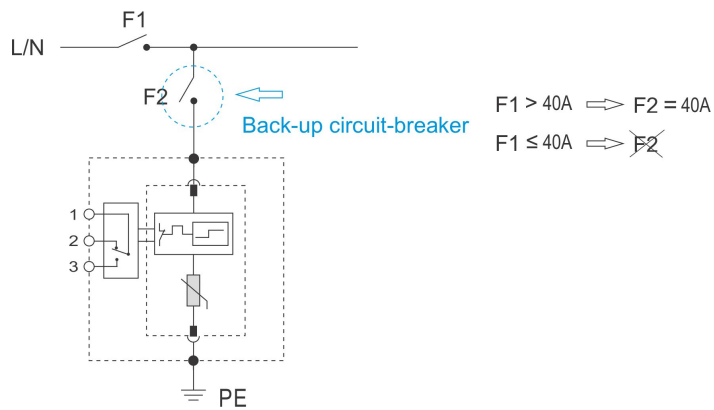 F1
L/N
F2
Back-up circuit-breaker
F1 > 40A ⇨ F2 = 40A
F1 ≤ 40A ⇨ F2
1
2
3
PE